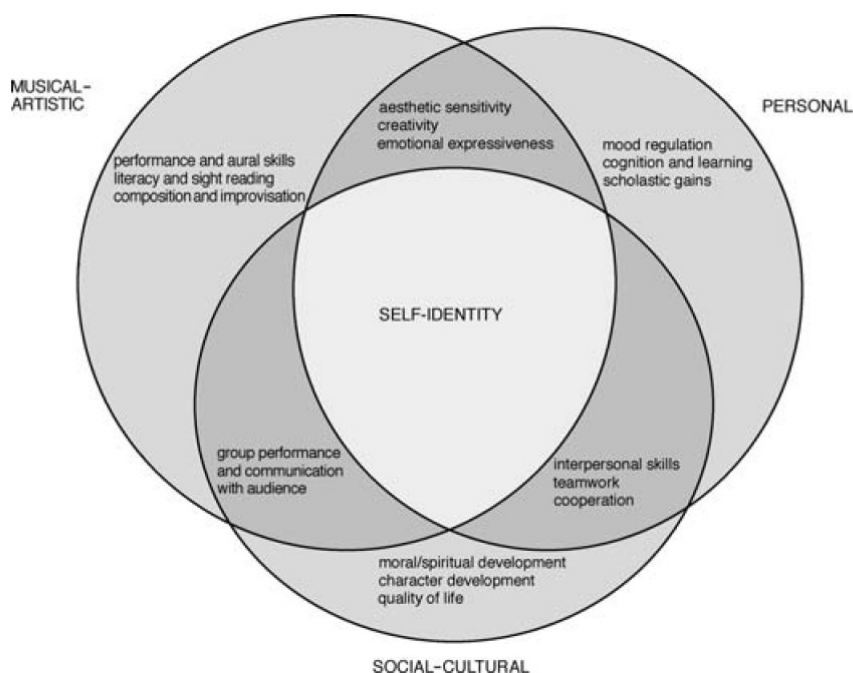 MUSICAL-
ARTISTIC
PERSONAL
aesthetic sensitivity
creativity
emotional expressiveness
performance and aural skills
literacy and sight reading
composition and improvisation
mood regulation
cognition and learning
scholastic gains
SELF-IDENTITY
group performance
and communication
with audience
interpersonal skills
teamwork
cooperation
moral/spiritual development
character development
quality of life
SOCIAL-CULTURAL